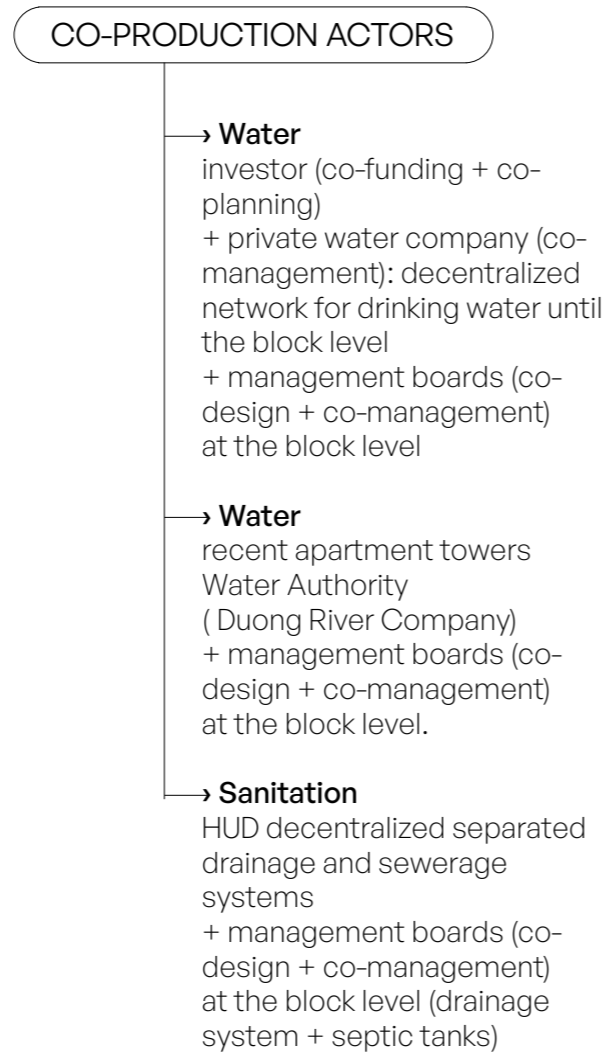 CO-PRODUCTION ACTORS
› Water
investor (co-funding + co-
planning)
+ private water company (co-
management): decentralized
network for drinking water until
the block level
+ management boards (co-
design + co-management)
at the block level
› Water
recent apartment towers
Water Authority
( Duong River Company)
+ management boards (co-
design + co-management)
at the block level.
› Sanitation
HUD decentralized separated
drainage and sewerage
systems
+ management boards (co-
design + co-management)
at the block level (drainage
system + septic tanks)